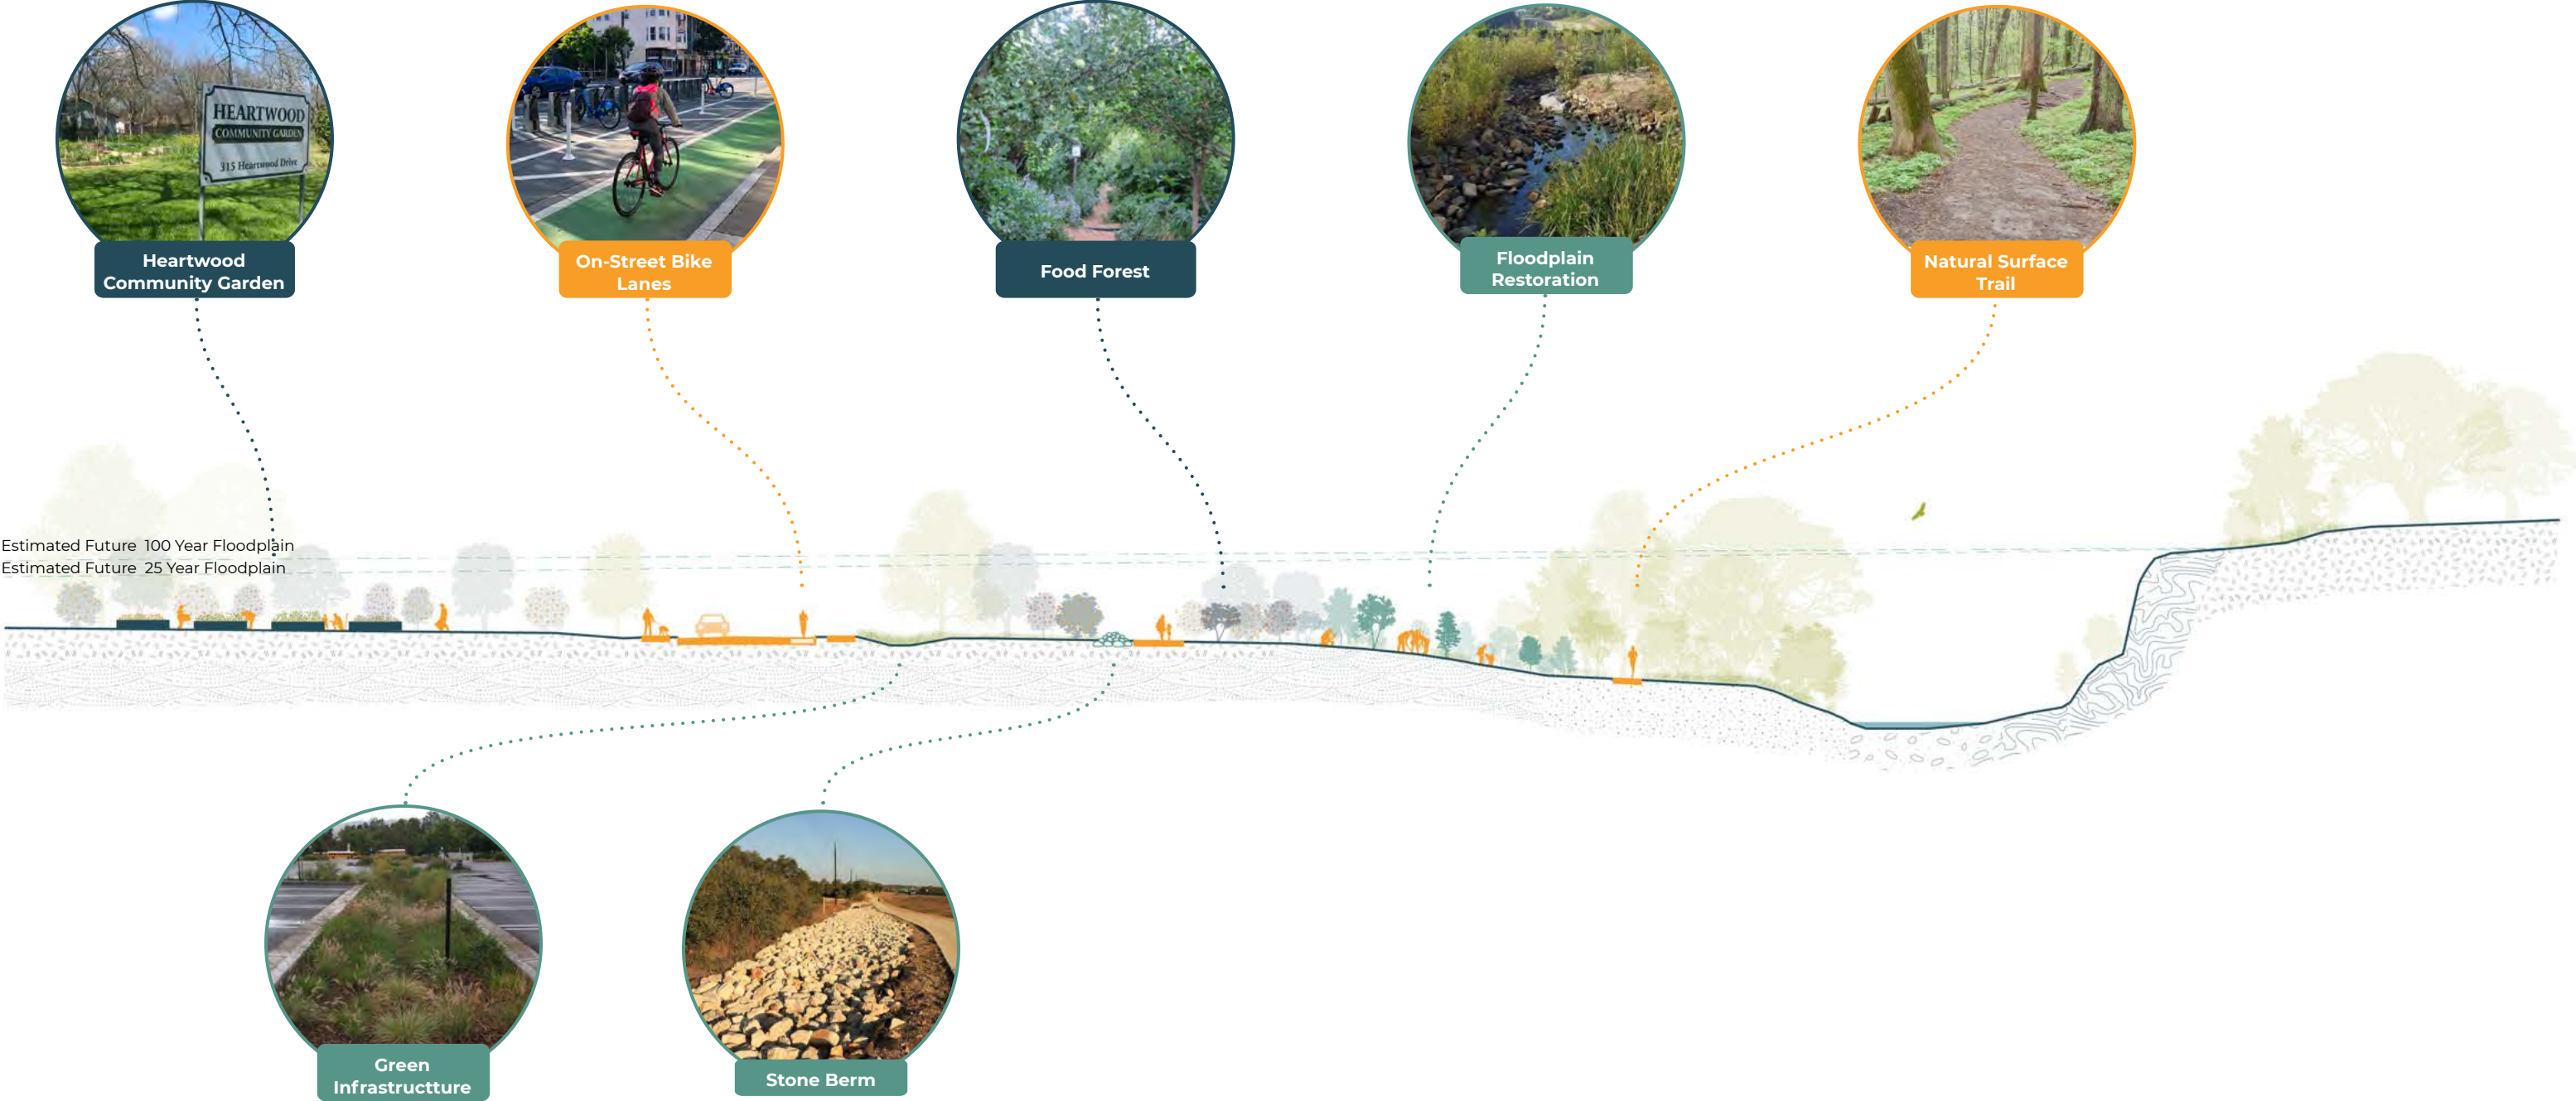 HEARTWOOD
COMMUNITY GARDEN
315 Heartwood Drive
Heartwood
Community Garden
On-Street Bike
Lanes
Food Forest
Floodplain
Restoration
Natural Surface
Trail
Estimated Future 100 Year Floodplain
Estimated Future 25 Year Floodplain
Green
Infrastructture
Stone Berm